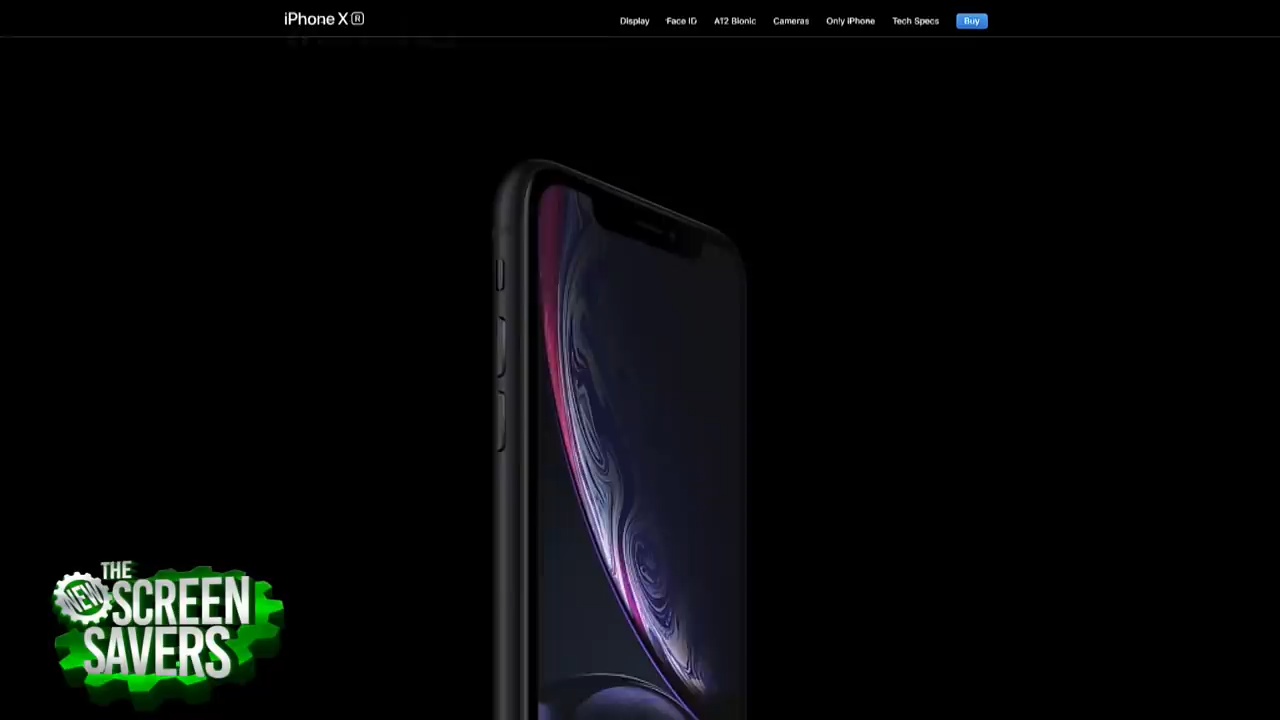 iPhone XR
Display
Face ID
A12 Bionic
Cameras
Only iPhone
Tech Specs
Buy
THE
NEW
SCREEN
SAVERS